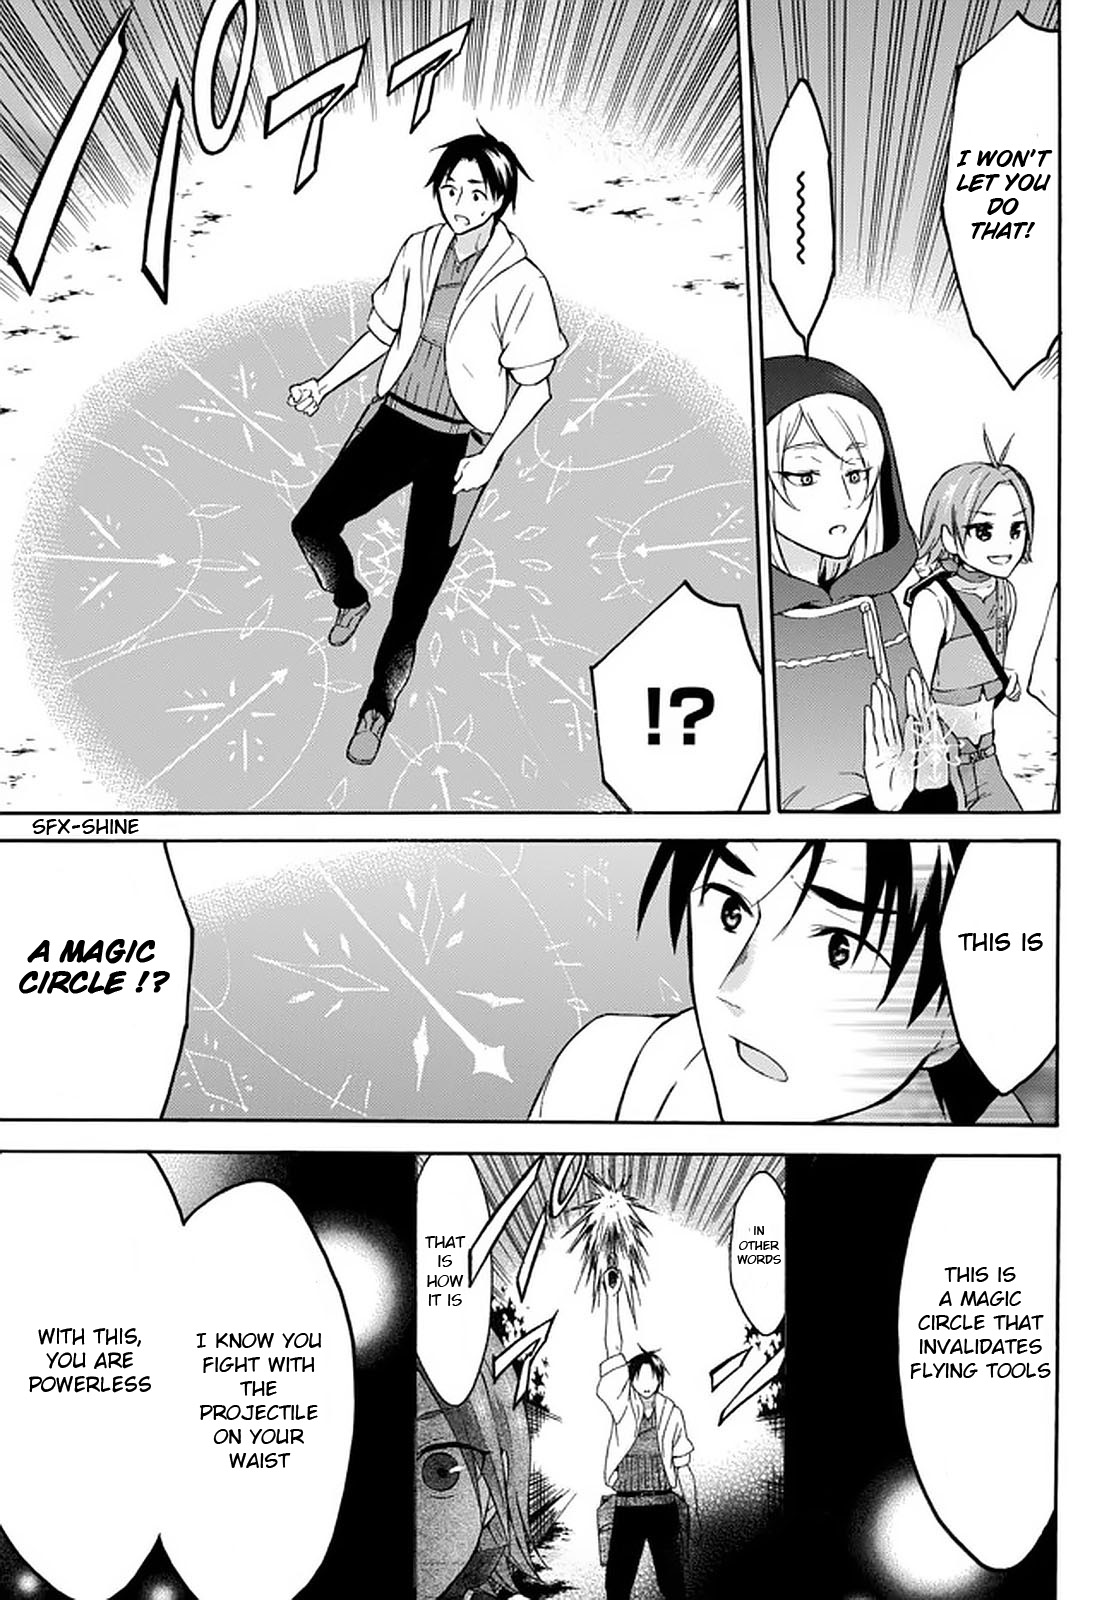 I WON'T
LET YOU
DO
THAT!
パアアァァ
!?
SFX-SHINE
THIS IS
A MAGIC
CIRCLE !?
THIS IS
A MAGIC
CIRCLE THAT
INVALIDATES
FLYING TOOLS
IN
OTHER
WORDS
THAT
IS
HOW
IT IS
I KNOW YOU
FIGHT WITH
THE
PROJECTILE
ON YOUR
WAIST
WITH THIS,
YOU ARE
POWERLESS